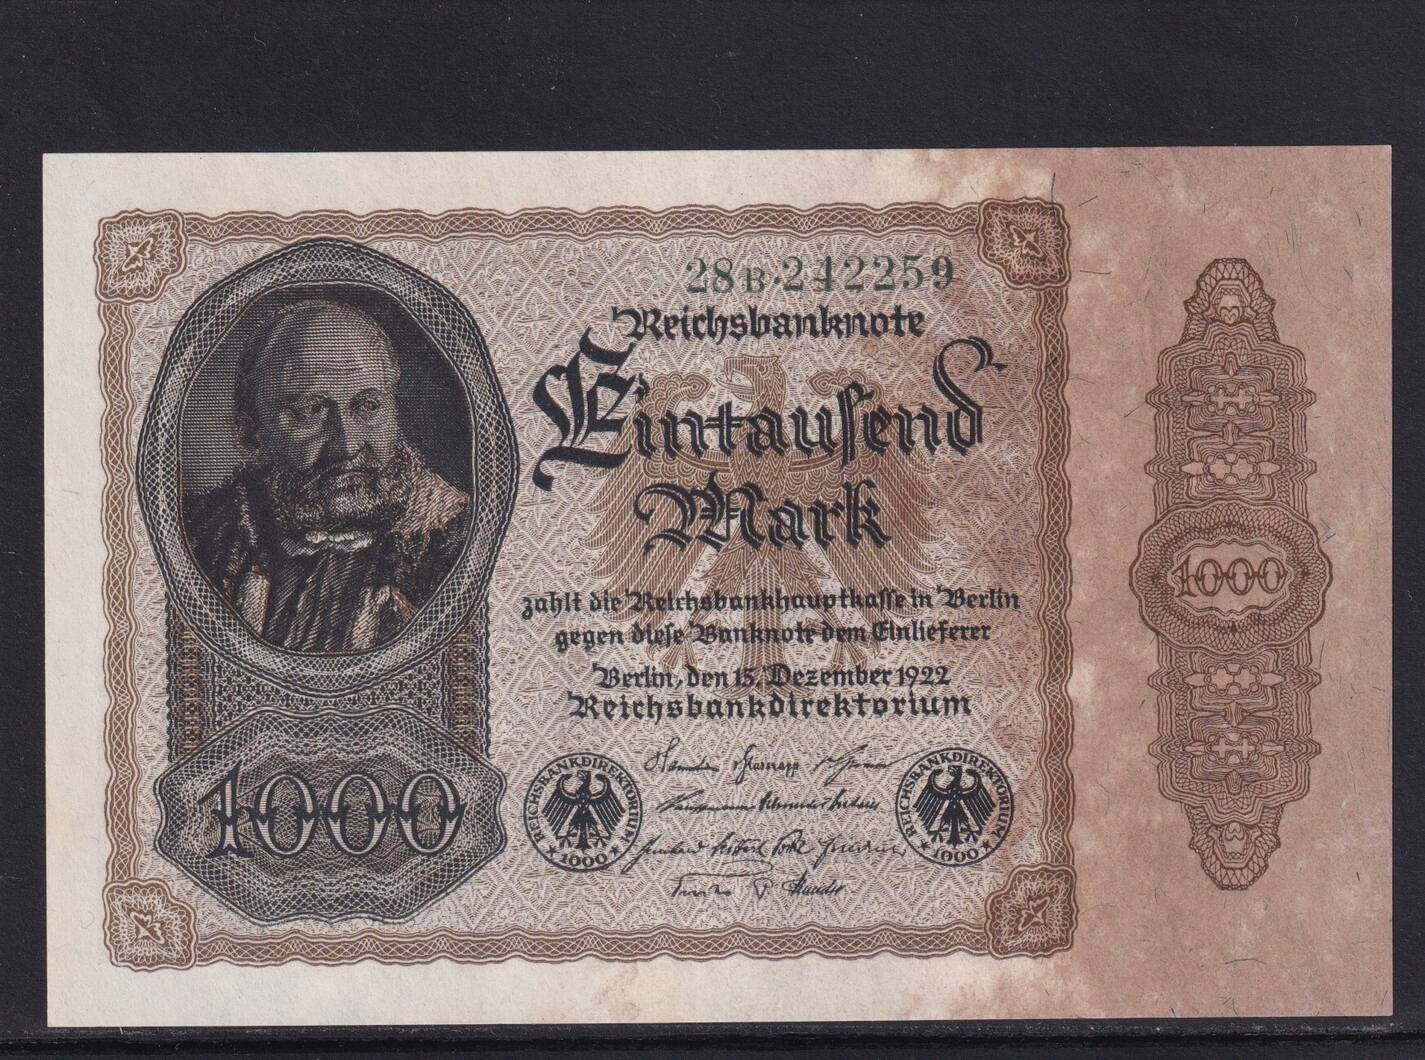 28B·242259
Reichsbanknote
Eintausend
Mark
zahlt die Reichsbankhauptkasse in Berlin
gegen diese Banknote dem Einlieferer
Berlin, den 15. Dezember 1922
Reichsbankdirektorium
1000
REICHSBANKDIREKTORIUM
★ 1000 ★
REICHSBANKDIREKTORIUM
★ 1000 ★
1000